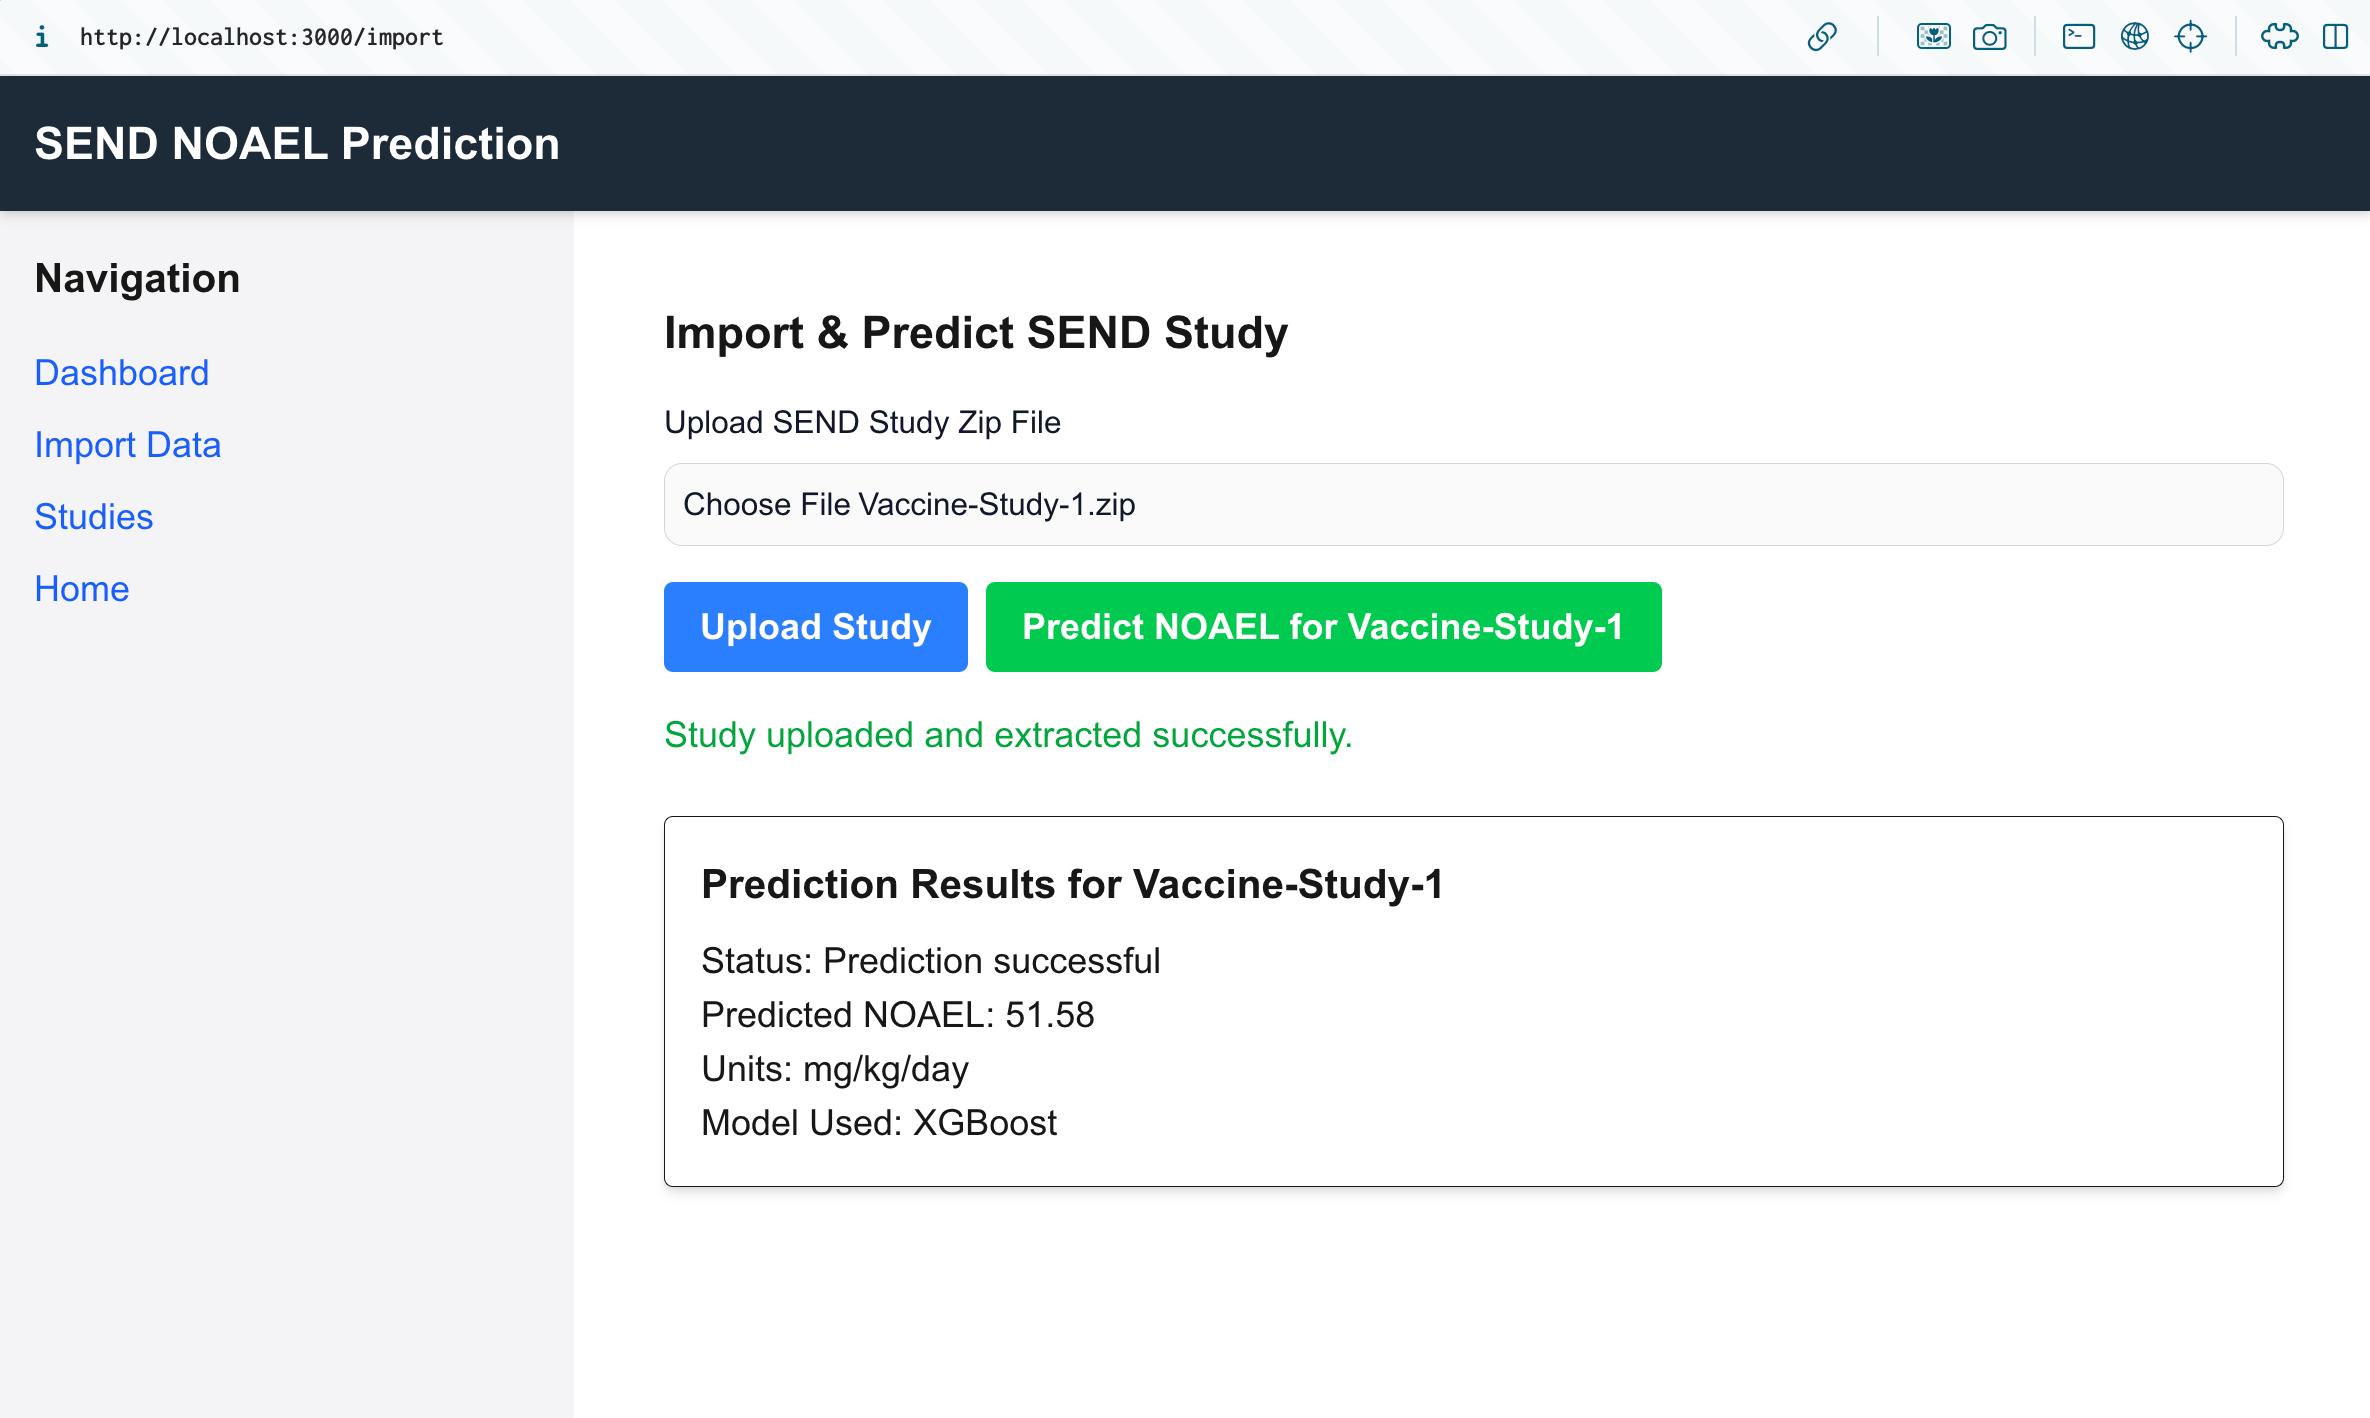 http://localhost:3000/import
SEND NOAEL Prediction
Navigation
Dashboard
Import Data
Studies
Home
Import & Predict SEND Study
Upload SEND Study Zip File
Choose File Vaccine-Study-1.zip
Upload Study
Predict NOAEL for Vaccine-Study-1
Study uploaded and extracted successfully.
Prediction Results for Vaccine-Study-1
Status: Prediction successful
Predicted NOAEL: 51.58
Units: mg/kg/day
Model Used: XGBoost